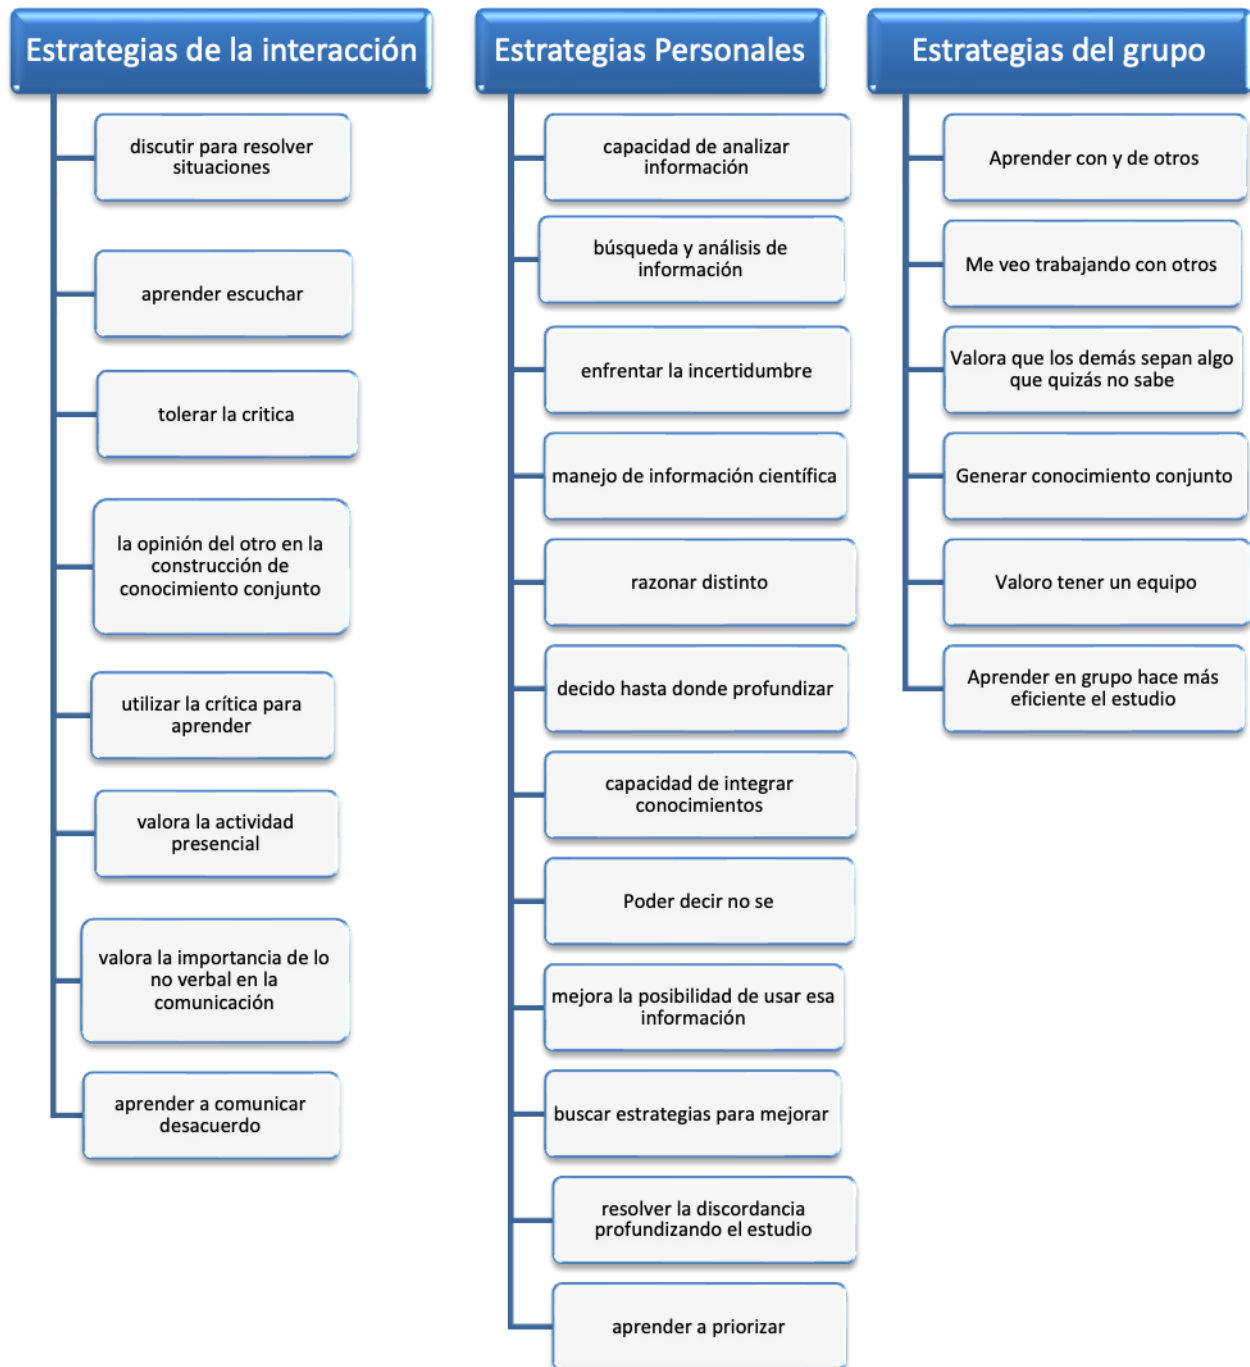 Estrategias de la interacción
discutir para resolver
situaciones
aprender escuchar
tolerar la critica
la opinión del otro en la
construcción de
conocimiento conjunto
utilizar la crítica para
aprender
valora la actividad
presencial
valora la importancia de lo
no verbal en la
comunicación
aprender a comunicar
desacuerdo
Estrategias Personales
capacidad de analizar
información
búsqueda y análisis de
información
enfrentar la incertidumbre
manejo de información científica
razonar distinto
decido hasta donde profundizar
capacidad de integrar
conocimientos
Poder decir no se
mejora la posibilidad de usar esa
información
buscar estrategias para mejorar
resolver la discordancia
profundizando el estudio
aprender a priorizar
Estrategias del grupo
Aprender con y de otros
Me veo trabajando con otros
Valora que los demás sepan algo
que quizás no sabe
Generar conocimiento conjunto
Valoro tener un equipo
Aprender en grupo hace más
eficiente el estudio